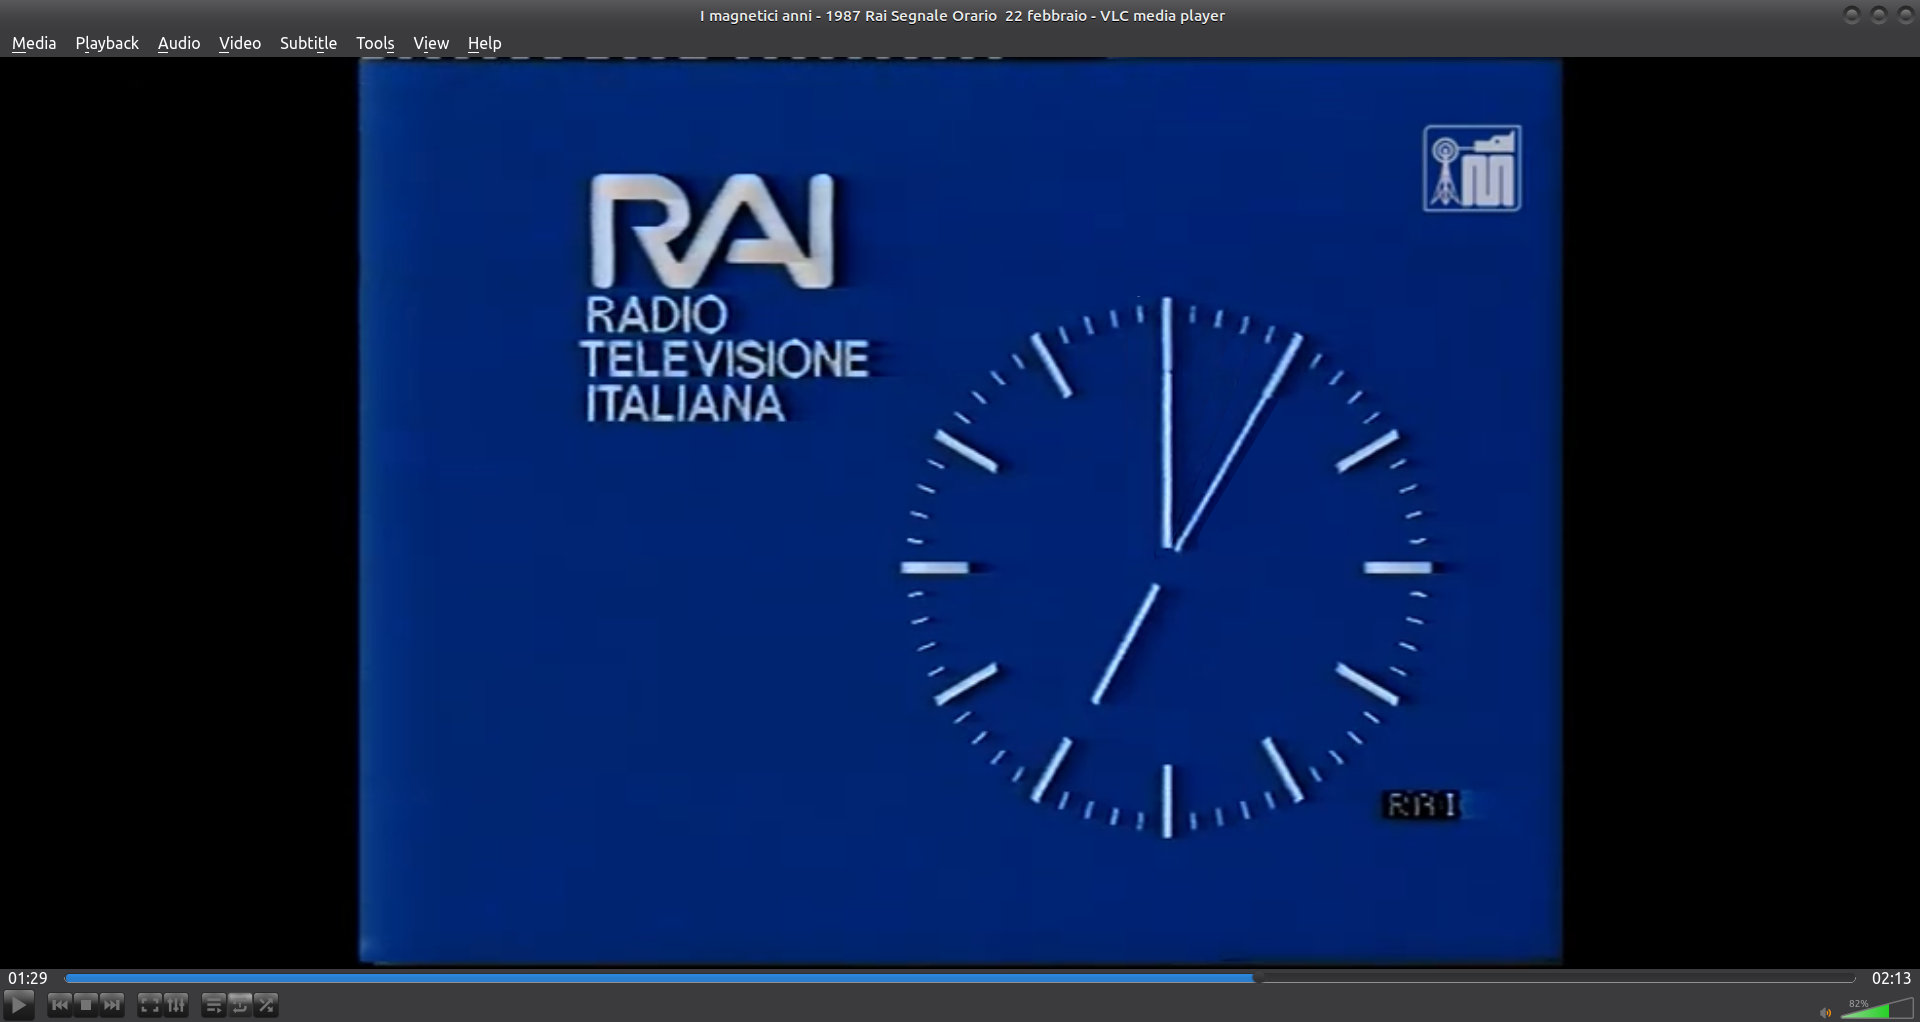 I magnetici anni - 1987 Rai Segnale Orario  22 febbraio - VLC media player
Media Playback Audio Video Subtitle Tools View Help
RAI
RADIO
TELEVISIONE
ITALIANA
01:29
02:13
82%